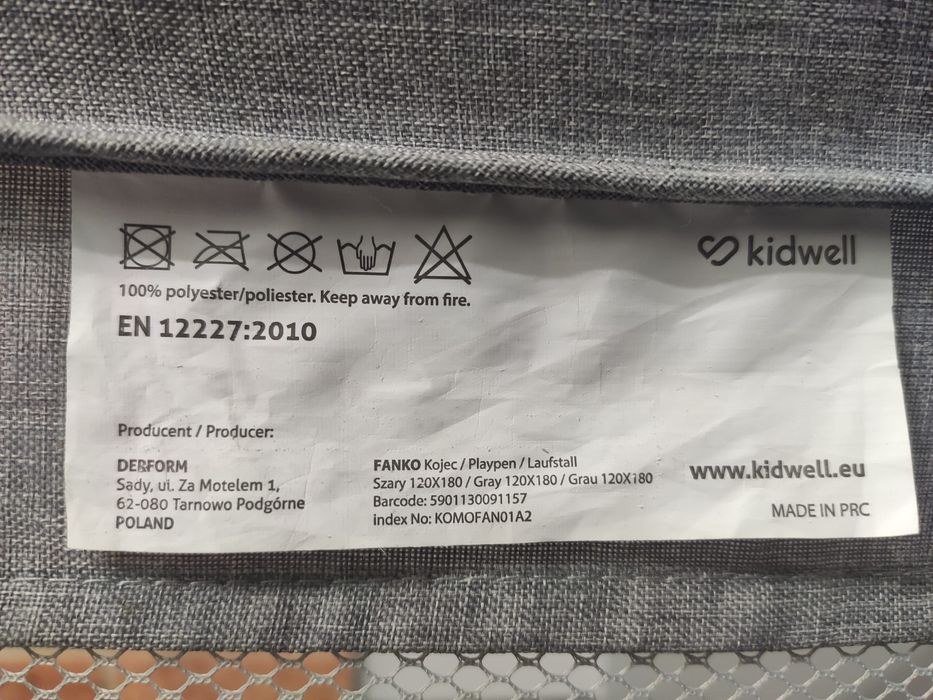 kidwell
100% polyester/poliester. Keep away from fire.
EN 12227:2010
Producent / Producer:
DERFORM
Sady, ul. Za Motelem 1,
62-080 Tarnowo Podgórne
POLAND
FANKO Kojec / Playpen / Laufstall
Szary 120X180 / Gray 120X180 / Grau 120X180
Barcode: 5901130091157
index No: KOMOFAN01A2
www.kidwell.eu
MADE IN PRC